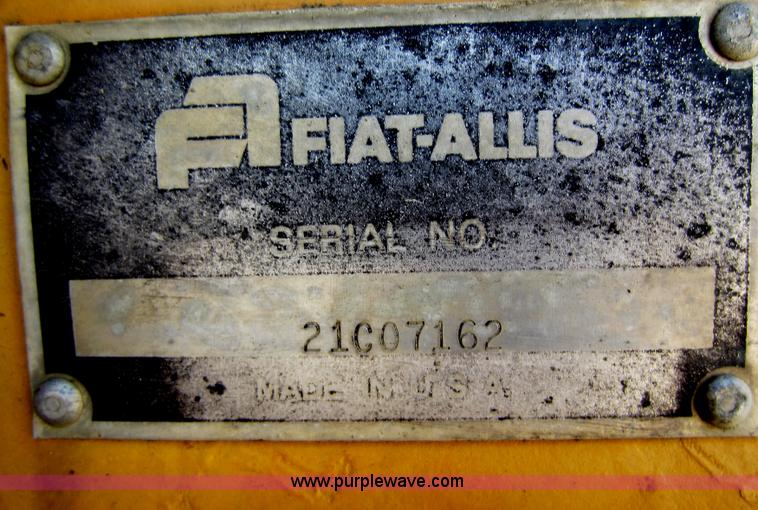 FIAT-ALLIS
SERIAL NO.
21C07162
MADE IN U.S.A.
www.purplewave.com